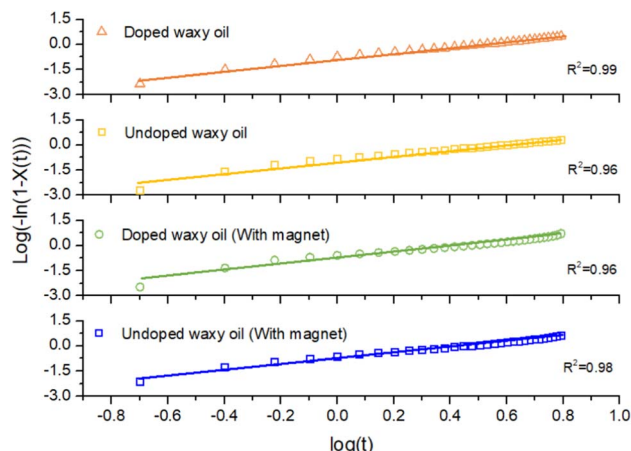 1.5
Doped waxy oil
0.0
-1.5
R²=0.99
-3.0
1.5
Undoped waxy oil
0.0
-1.5
R²=0.96
-3.0
1.5
Doped waxy oil (With magnet)
0.0
-1.5
R²=0.96
-3.0
1.5
Undoped waxy oil (With magnet)
0.0
-1.5
R²=0.98
-3.0
Log(-ln(1-X(t)))
-0.8 -0.6 -0.4 -0.2 0.0 0.2 0.4 0.6 0.8 1.0
log(t)